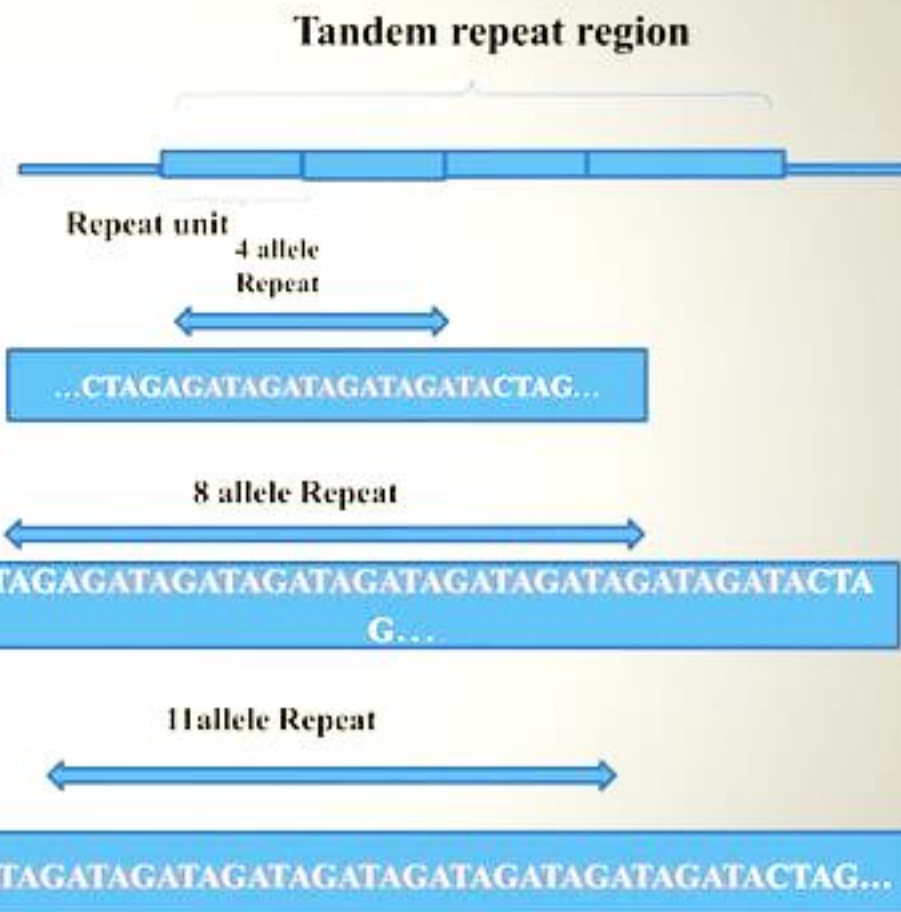 Tandem repeat region
Repeat unit
4 allele
Repeat
...CTAGAGATAGATAGATAGATACTAG...
8 allele Repeat
TAGAGATAGATAGATAGATAGATAGATAGATAGATACTA
G...
11allele Repeat
TAGATAGATAGATAGATAGATAGATAGATAGATACTAG...